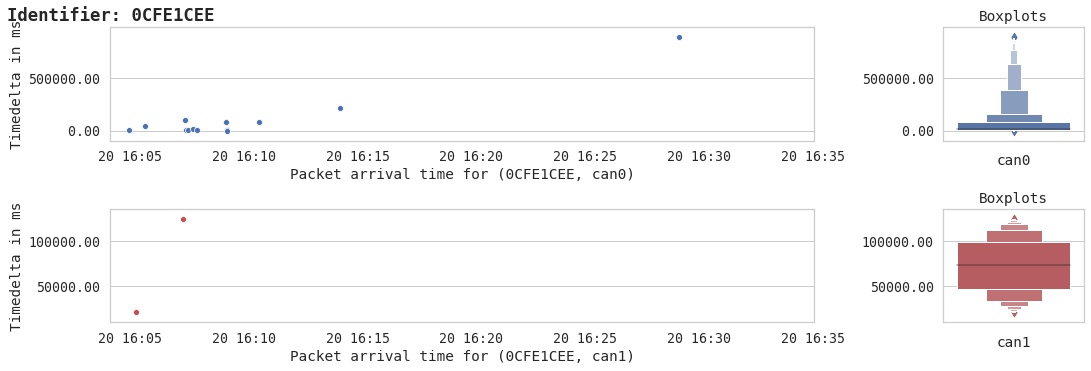 Identifier: 0CFE1CEE
Timedelta in ms
500000.00
0.00
20 16:05 20 16:10 20 16:15 20 16:20 20 16:25 20 16:30 20 16:35
Packet arrival time for (0CFE1CEE, can0)
Boxplots
500000.00
0.00
can0
Timedelta in ms
100000.00
50000.00
20 16:05 20 16:10 20 16:15 20 16:20 20 16:25 20 16:30 20 16:35
Packet arrival time for (0CFE1CEE, can1)
Boxplots
100000.00
50000.00
can1